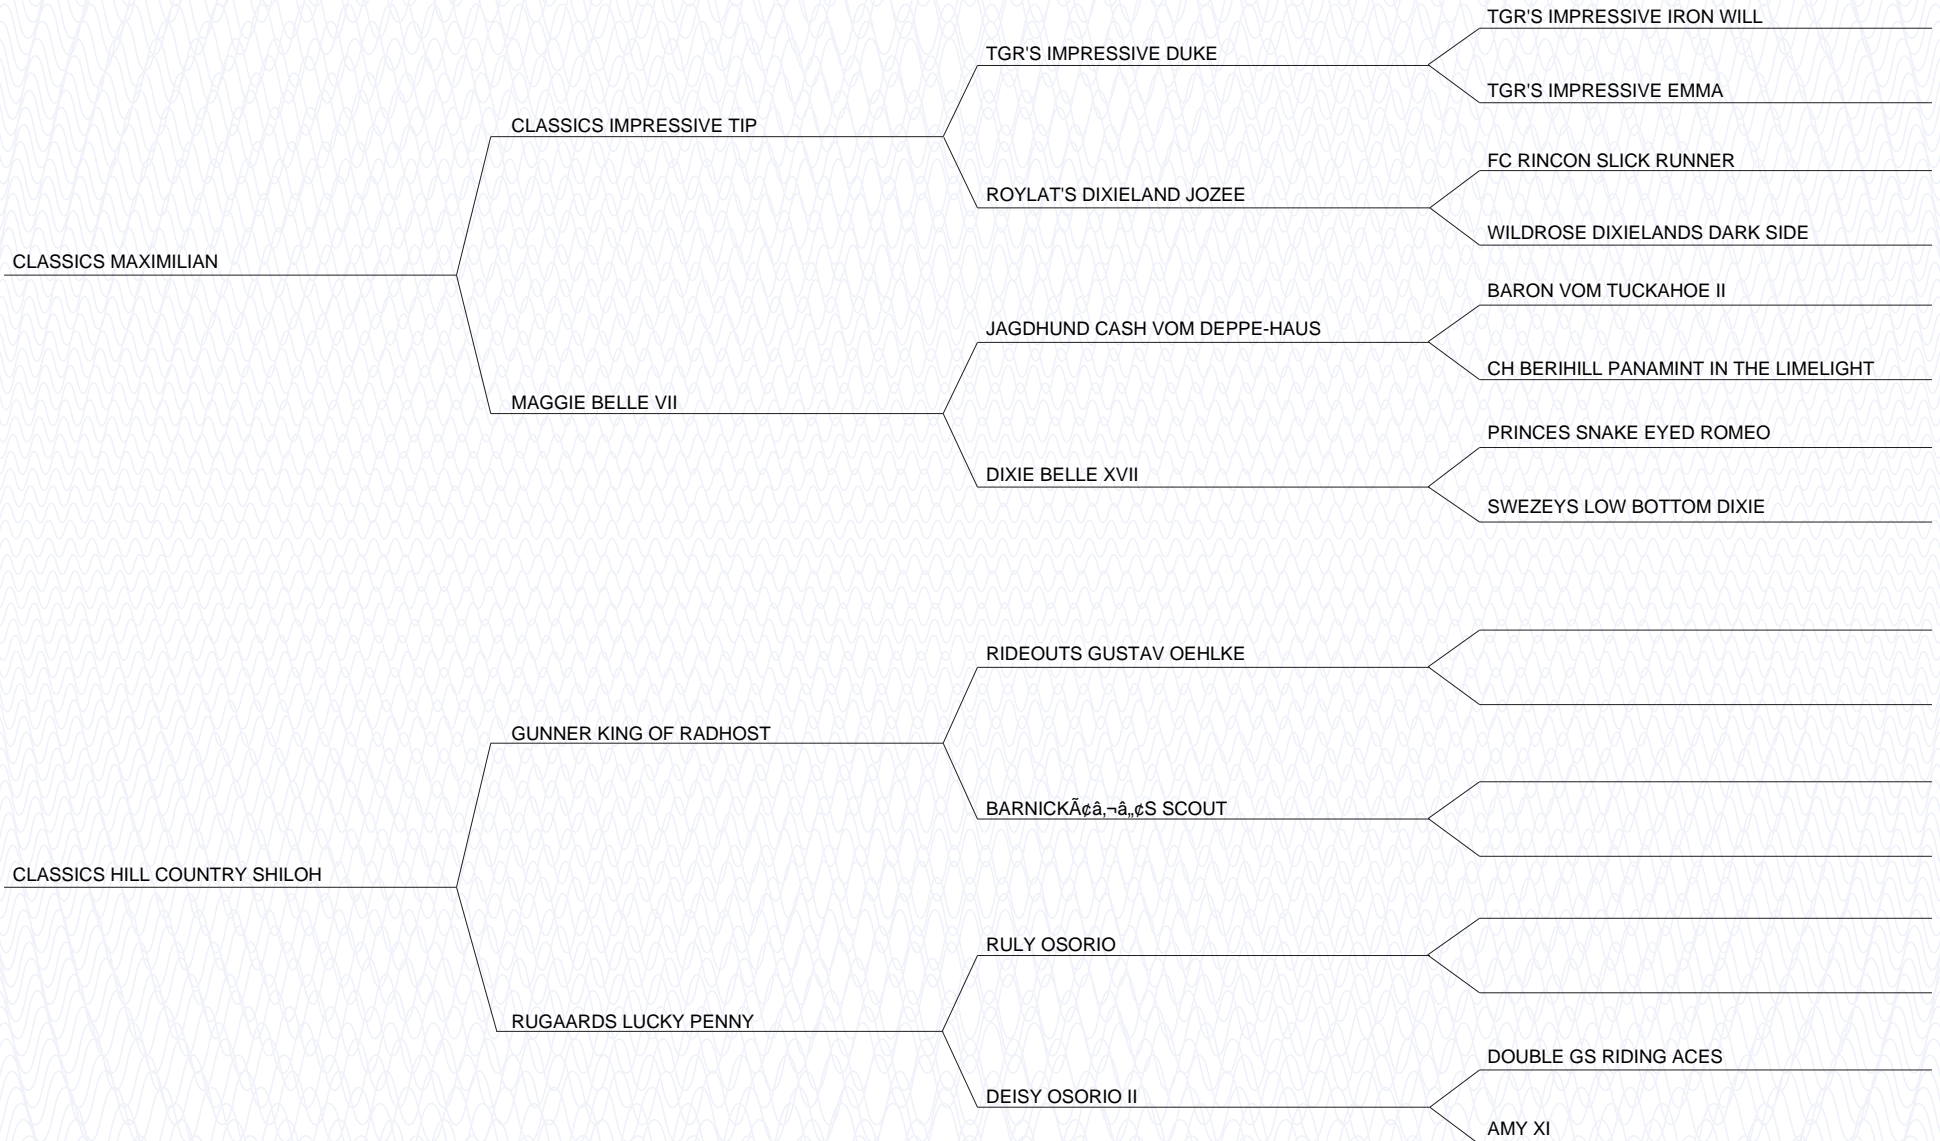 TGR'S IMPRESSIVE IRON WILL
TGR'S IMPRESSIVE DUKE
TGR'S IMPRESSIVE EMMA
CLASSICS IMPRESSIVE TIP
FC RINCON SLICK RUNNER
ROYLAT'S DIXIELAND JOZEE
WILDROSE DIXIELANDS DARK SIDE
CLASSICS MAXIMILIAN
BARON VOM TUCKAHOE II
JAGDHUND CASH VOM DEPPE-HAUS
CH BERIHILL PANAMINT IN THE LIMELIGHT
MAGGIE BELLE VII
PRINCES SNAKE EYED ROMEO
DIXIE BELLE XVII
SWEZEYS LOW BOTTOM DIXIE
RIDEOUTS GUSTAV OEHLKE
GUNNER KING OF RADHOST
BARNICKÃ¢â‚¬â„¢S SCOUT
CLASSICS HILL COUNTRY SHILOH
RULY OSORIO
RUGAARDS LUCKY PENNY
DOUBLE GS RIDING ACES
DEISY OSORIO II
AMY XI